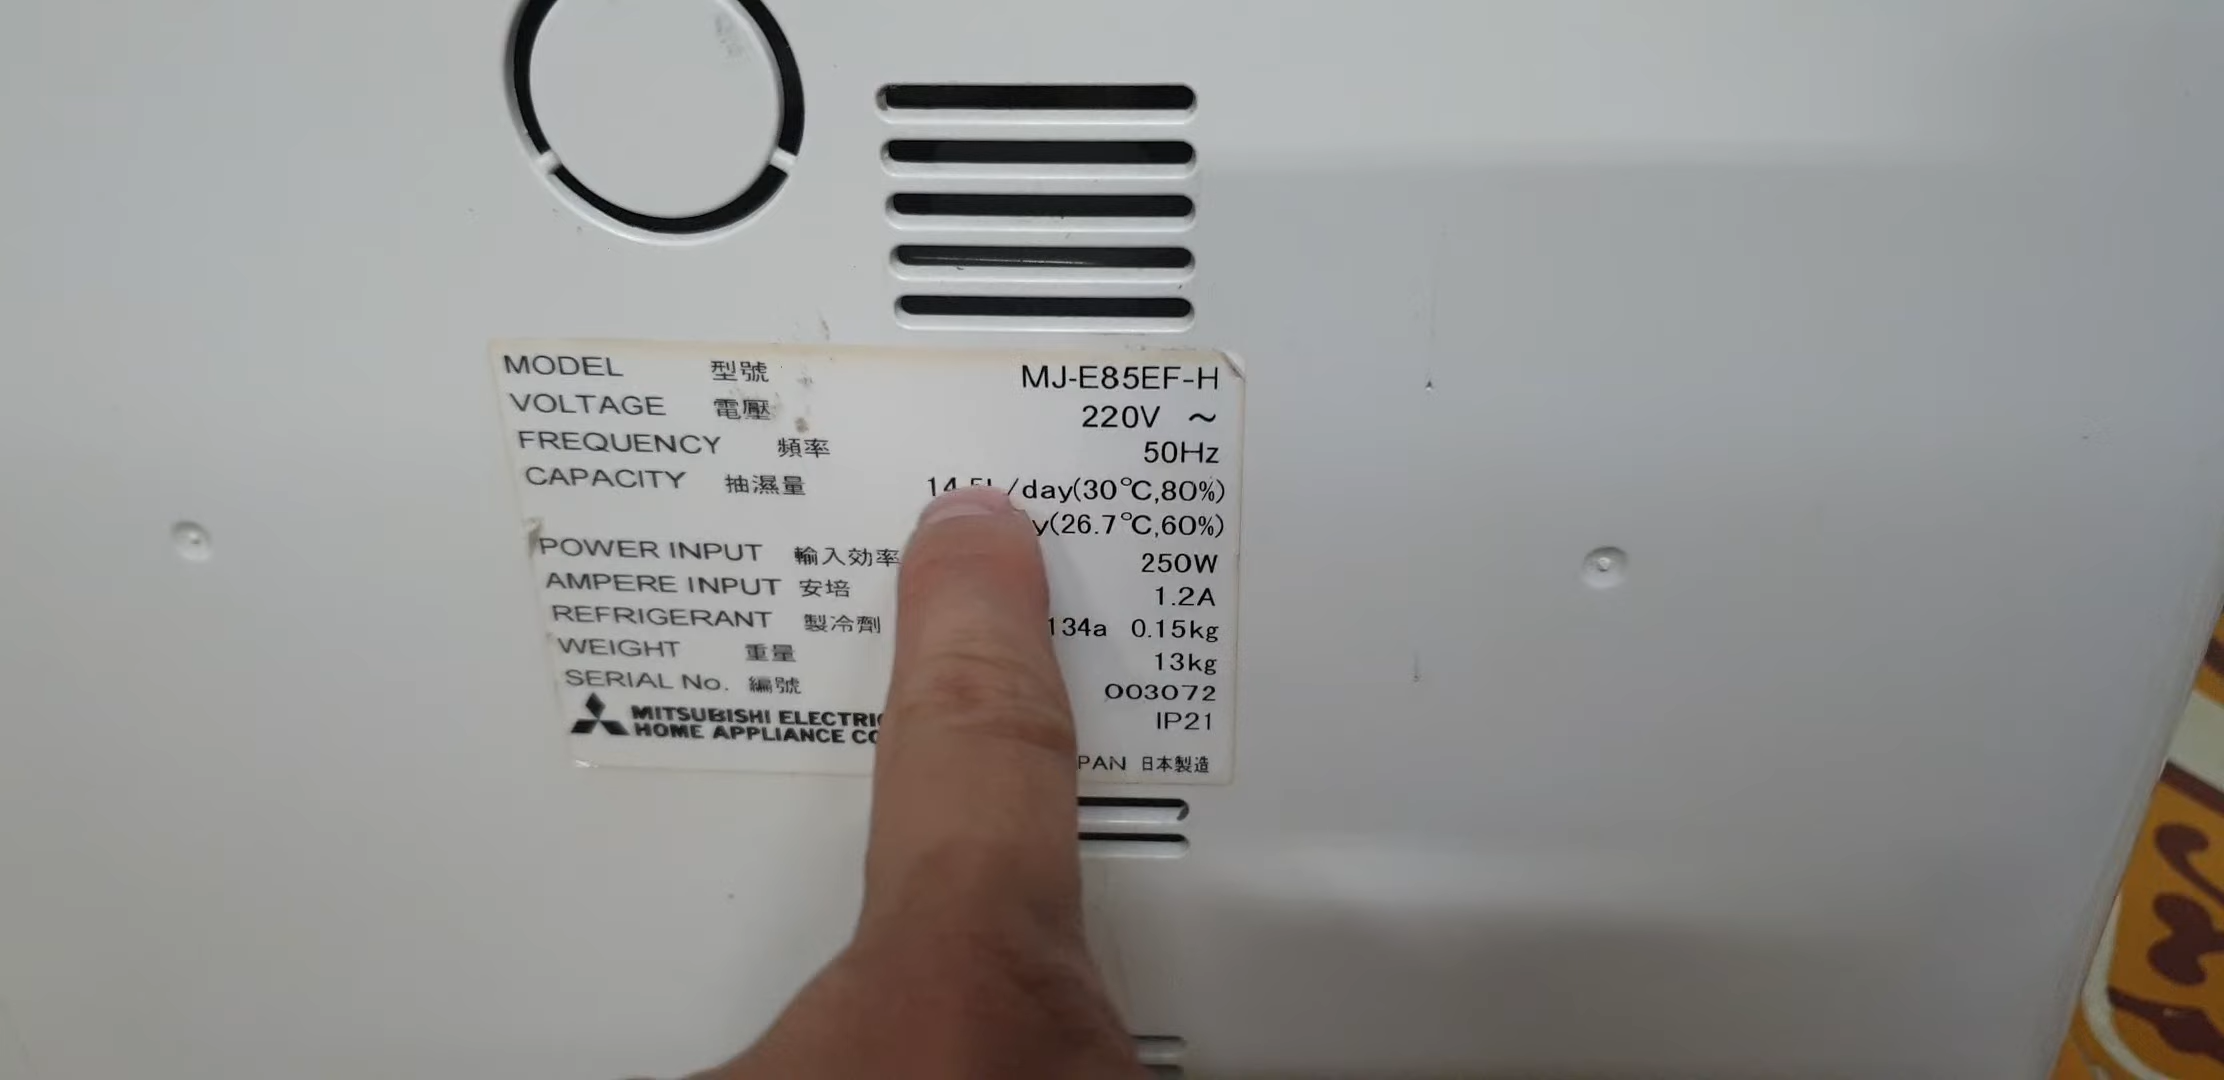 MODEL 型號 MJ-E85EF-H
VOLTAGE 電壓 220V ～
FREQUENCY 頻率 50Hz
CAPACITY 抽濕量 14.5L/day(30℃,80%)
(26.7℃,60%)
POWER INPUT 輸入効率 250W
AMPERE INPUT 安培 1.2A
REFRIGERANT 製冷劑 134a 0.15kg
WEIGHT 重量 13kg
SERIAL No. 編號 003072
MITSUBISHI ELECTRIC IP21
HOME APPLIANCE
日本製造